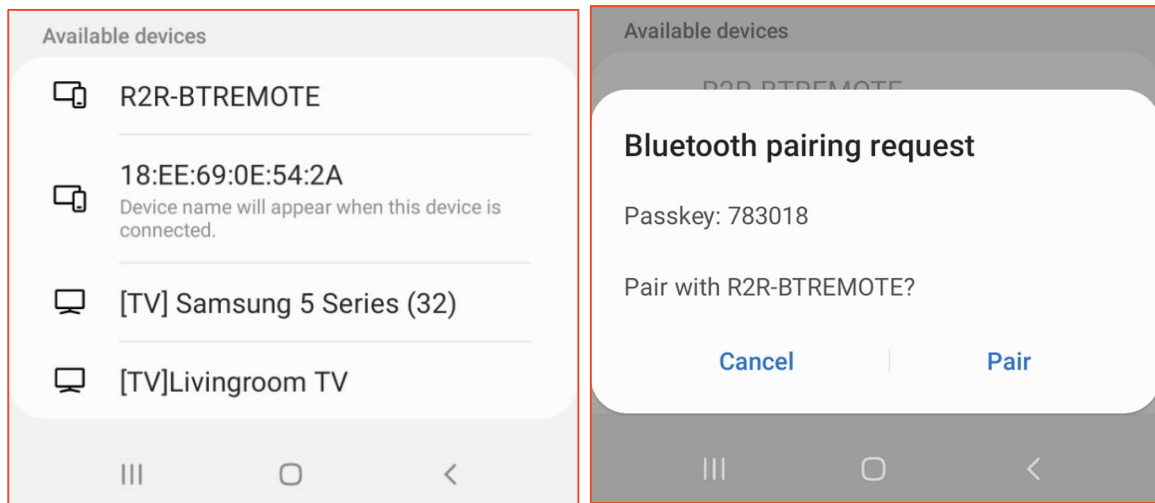 Available devices
R2R-BTREMOTE
18:EE:69:0E:54:2A
Device name will appear when this device is
connected.
[TV] Samsung 5 Series (32)
[TV]Livingroom TV
Available devices
R2R-BTREMOTE
Bluetooth pairing request
Passkey: 783018
Pair with R2R-BTREMOTE?
Cancel
Pair